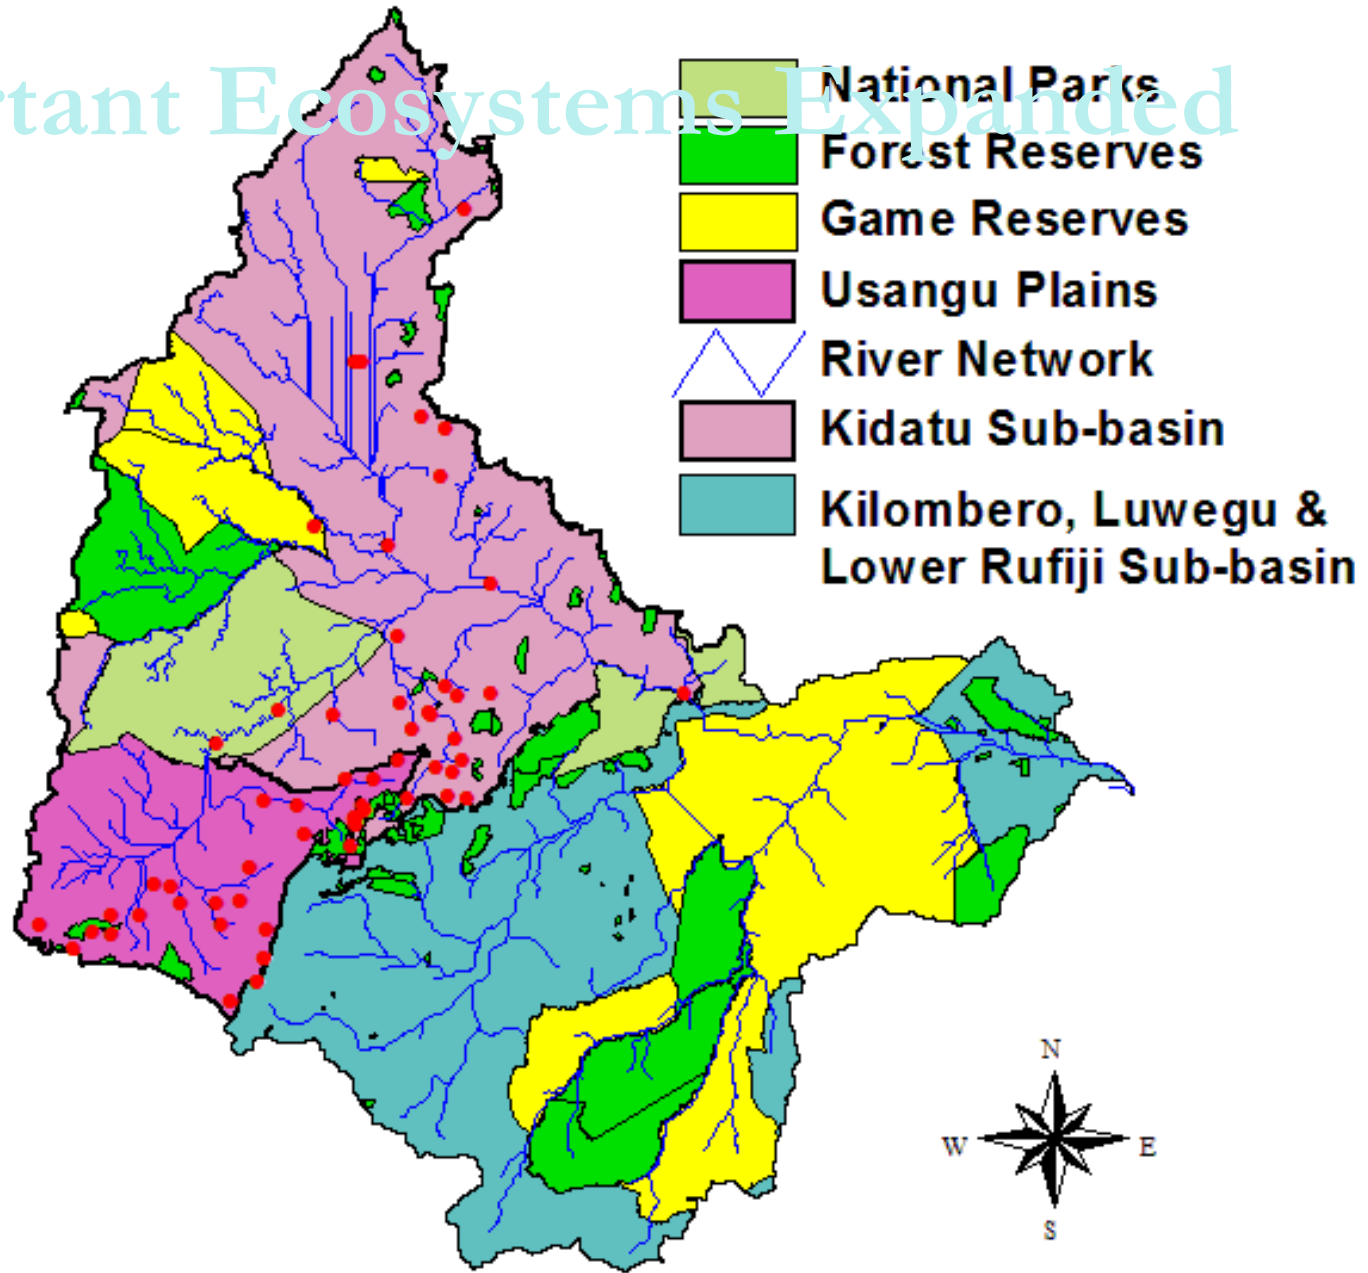 rtant Ecosystems Expanded
National Parks
Forest Reserves
Game Reserves
Usangu Plains
River Network
Kidatu Sub-basin
Kilombero, Luwegu &
Lower Rufiji Sub-basin
N
W E
S